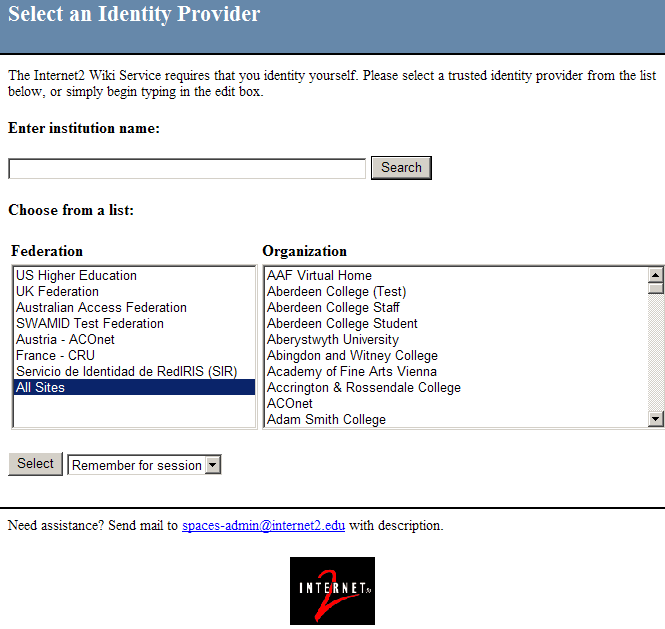 Select an Identity Provider
The Internet2 Wiki Service requires that you identity yourself. Please select a trusted identity provider from the list
below, or simply begin typing in the edit box.
Enter institution name:
Search
Choose from a list:
Federation
US Higher Education
UK Federation
Australian Access Federation
SWAMID Test Federation
Austria - ACOnet
France - CRU
Servicio de Identidad de RedIRIS (SIR)
All Sites
Organization
AAF Virtual Home
Aberdeen College (Test)
Aberdeen College Staff
Aberdeen College Student
Aberystwyth University
Abingdon and Witney College
Academy of Fine Arts Vienna
Accrington & Rossendale College
ACOnet
Adam Smith College
Select Remember for session
Need assistance? Send mail to spaces-admin@internet2.edu with description.
INTERNET 2 ®